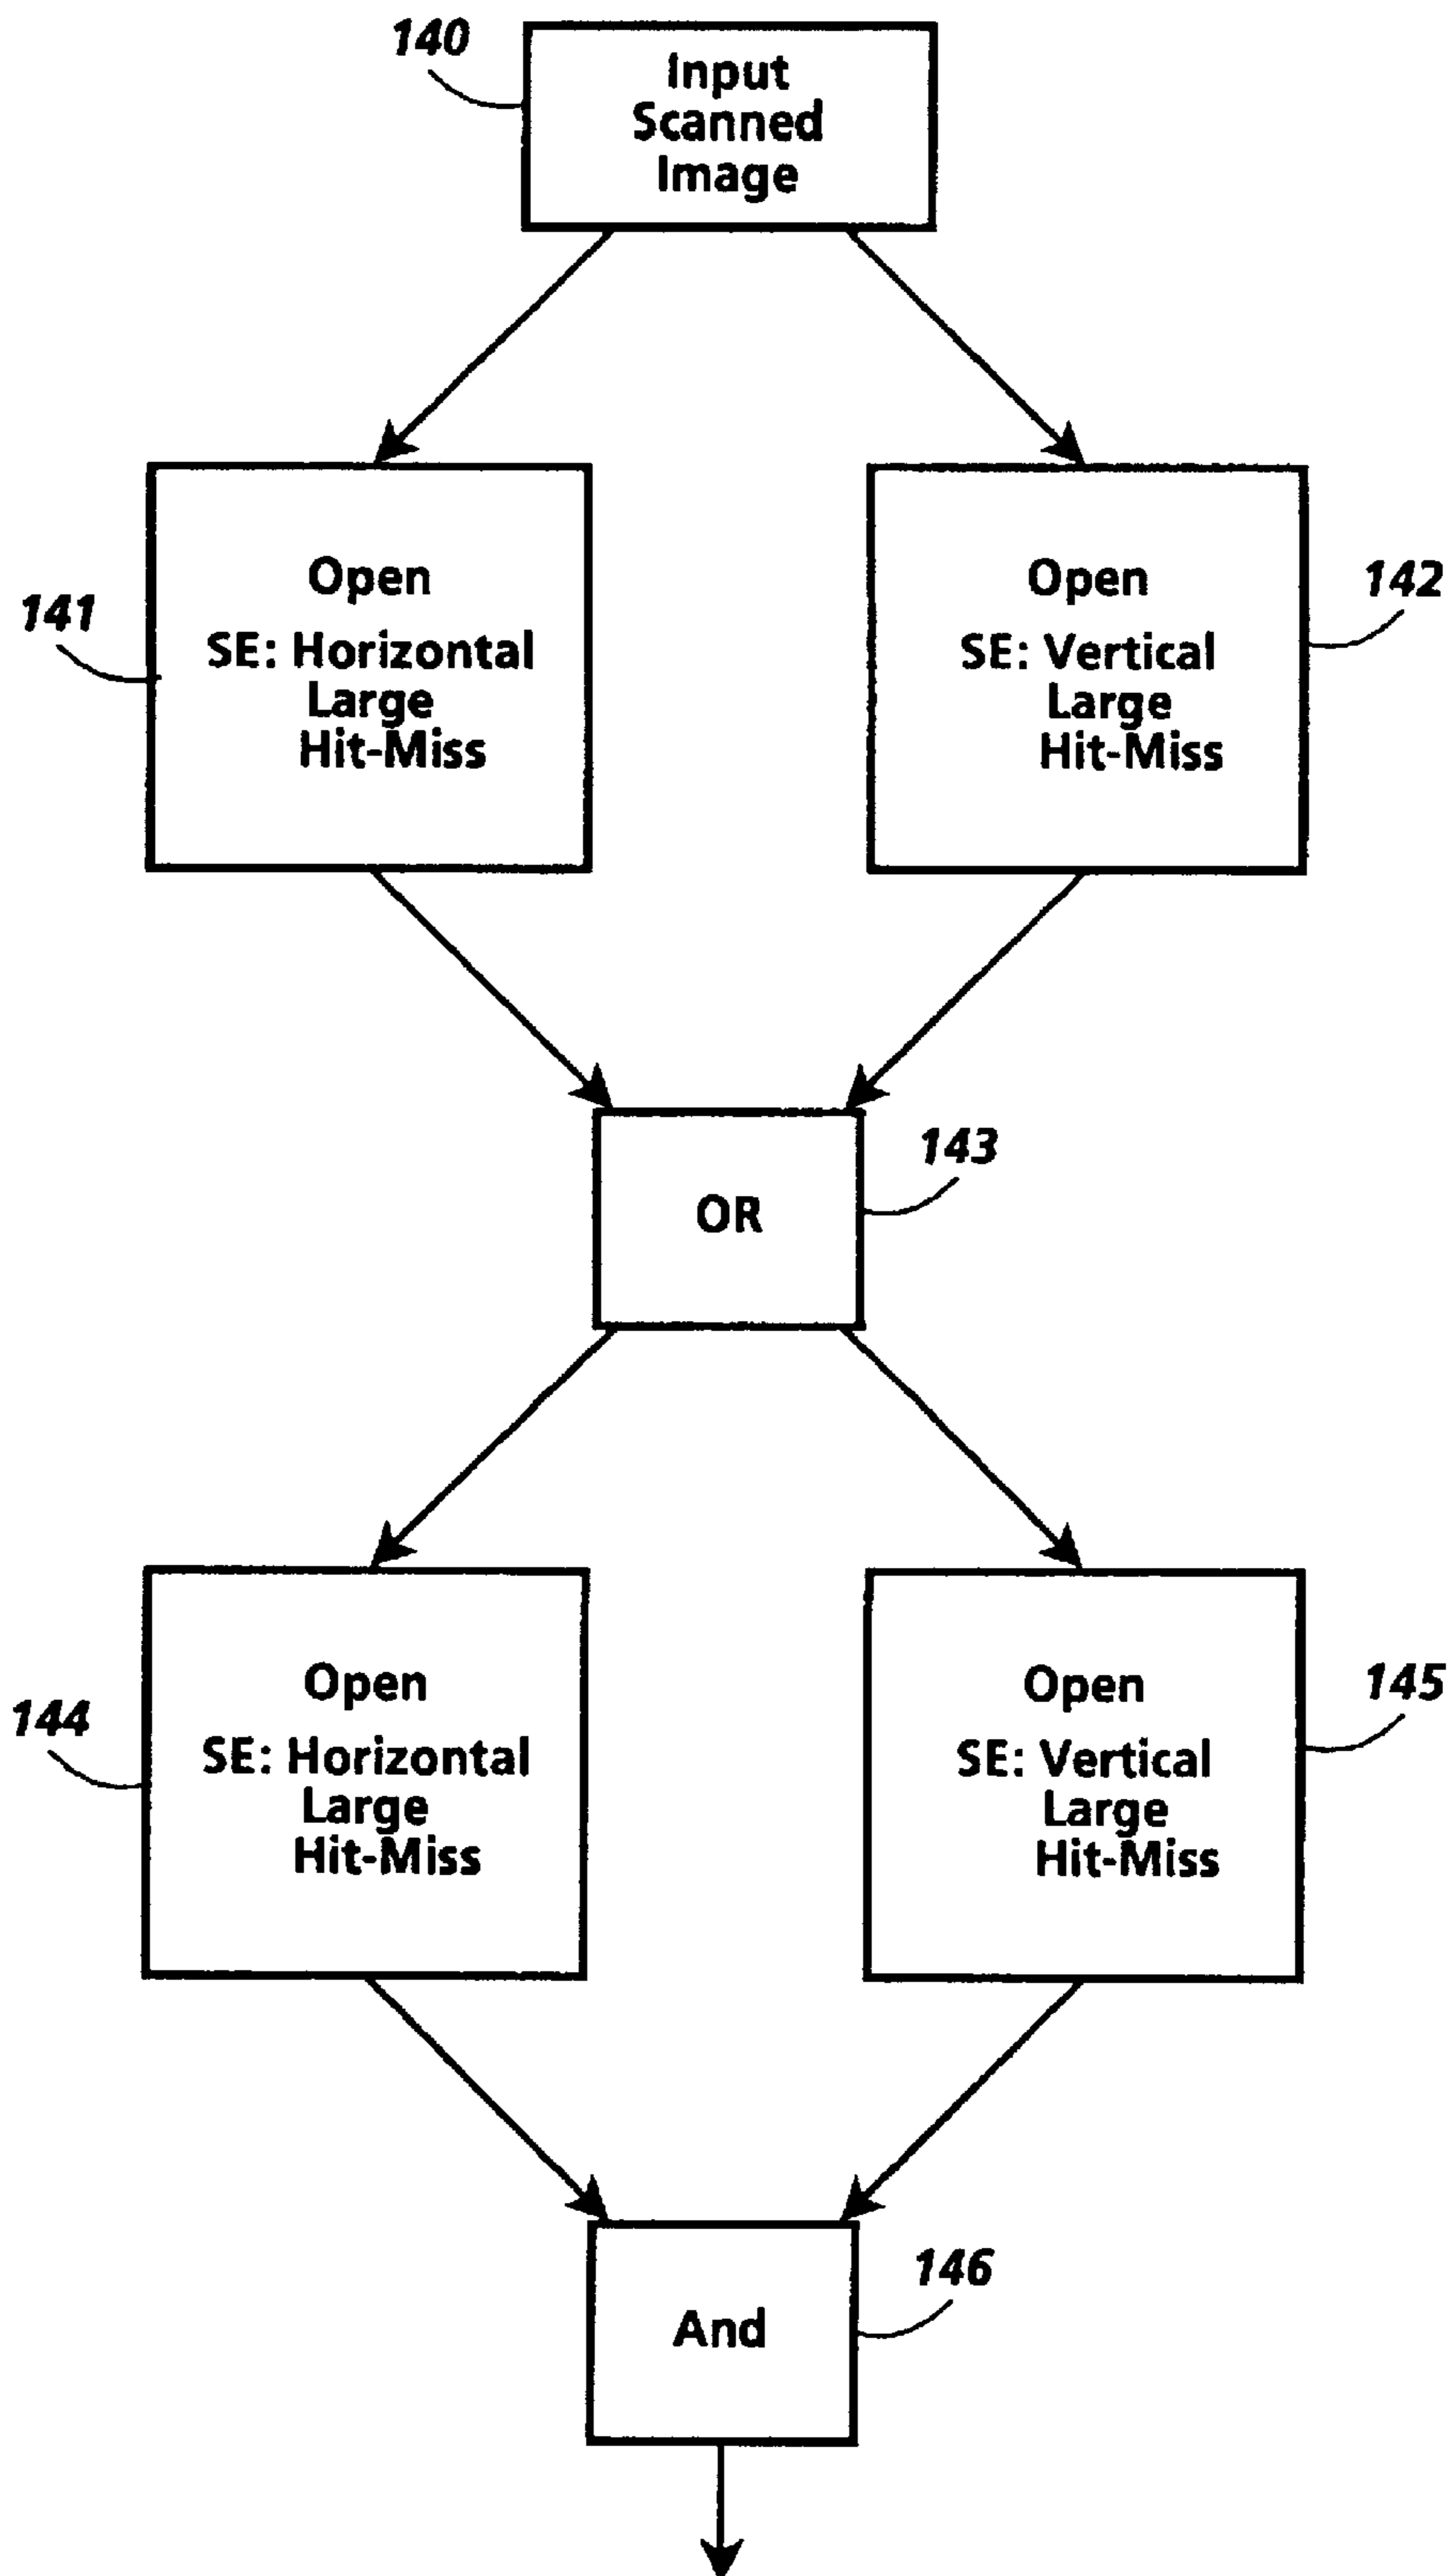 140
Input
Scanned
Image
141
Open
SE: Horizontal
Large
Hit-Miss
142
Open
SE: Vertical
Large
Hit-Miss
143
OR
144
Open
SE: Horizontal
Large
Hit-Miss
145
Open
SE: Vertical
Large
Hit-Miss
146
And